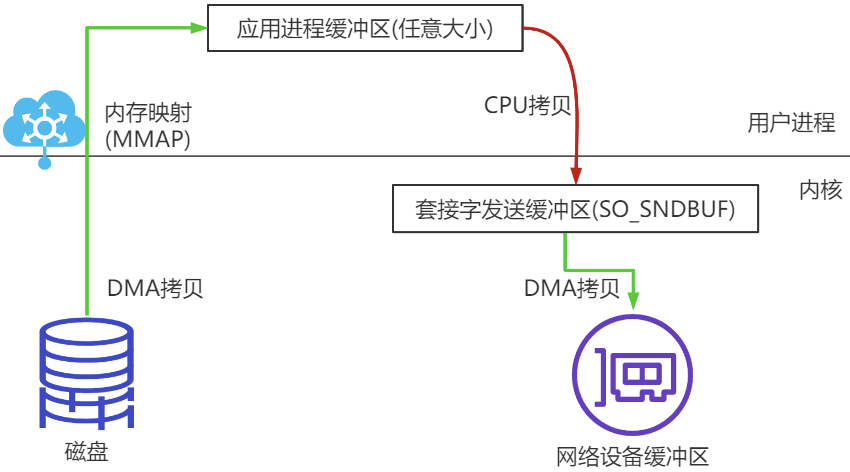 应用进程缓冲区(任意大小)
内存映射
(MMAP)
CPU拷贝
用户进程
内核
套接字发送缓冲区(SO_SNDBUF)
DMA拷贝
DMA拷贝
磁盘
网络设备缓冲区